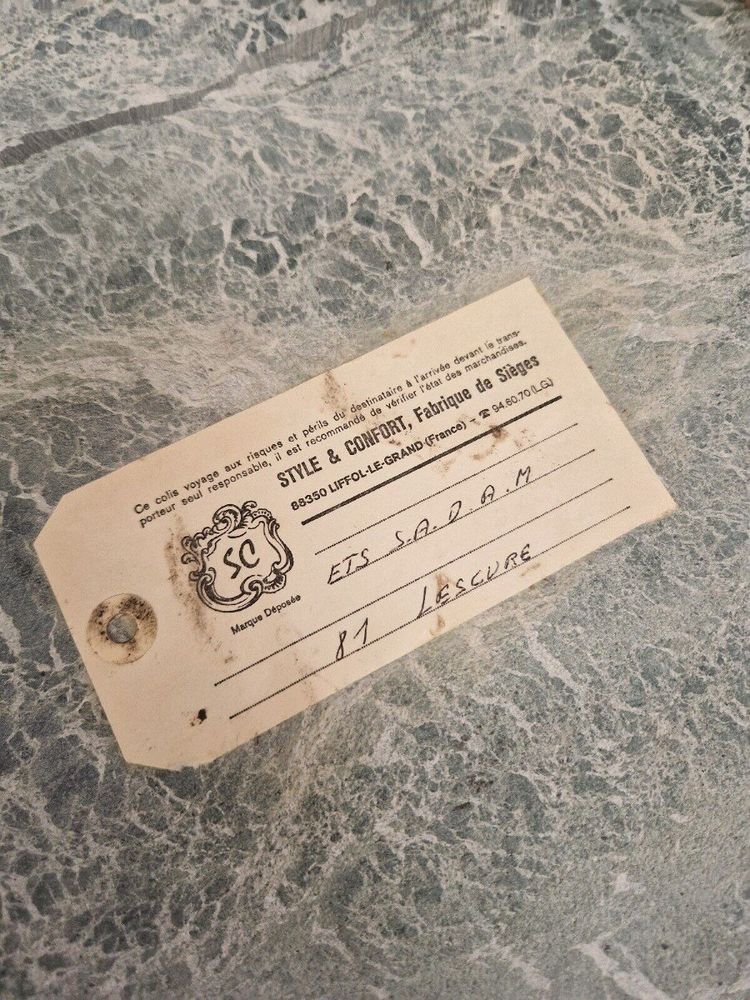 Ce colis voyage aux risques et périls du destinataire à l'arrivée devant le trans-
porteur seul responsable, il est recommandé de vérifier l'état des marchandises.
STYLE & CONFORT, Fabrique de Sièges
88350 LIFFOL-LE-GRAND (France) - ☎ 94.60.70 (L.G.)
SC
Marque Déposée
ETS S.A.D.A.M
81 LESCURE